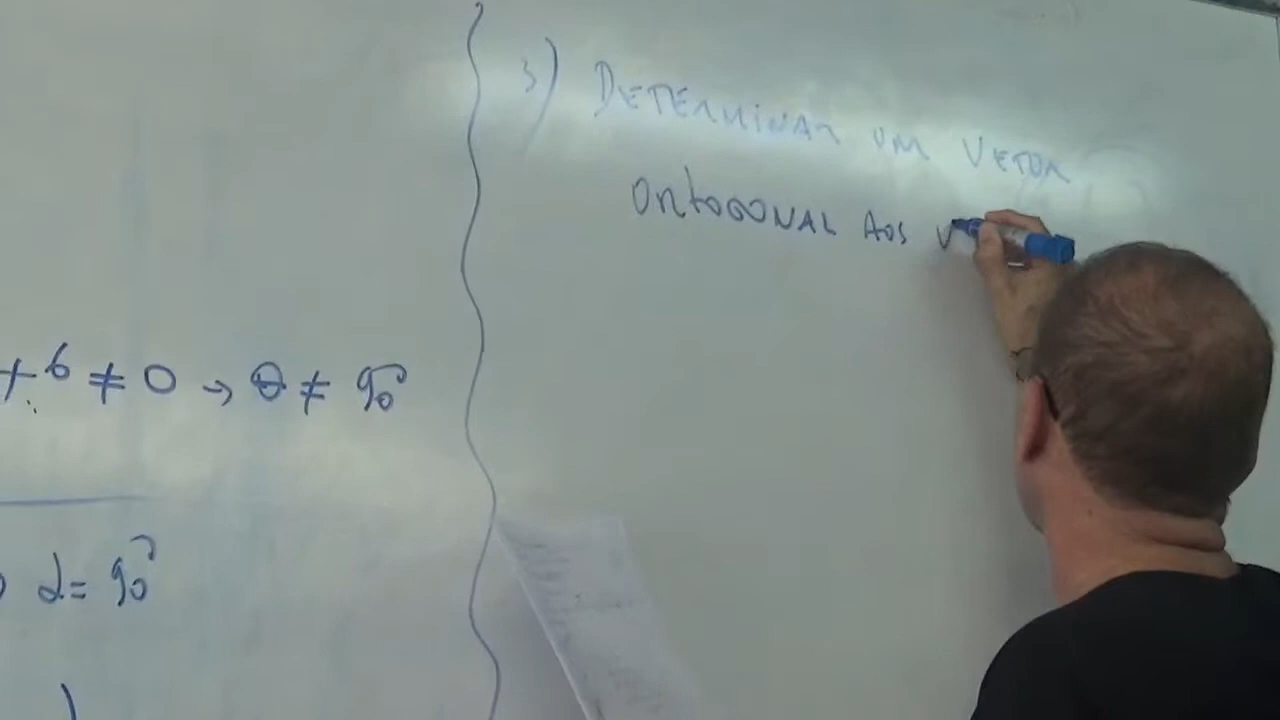 3) DETERMINAR UM VETOR
ORTOGONAL AOS V
+6 ≠ 0 → θ ≠ 90°
α = 90°
)